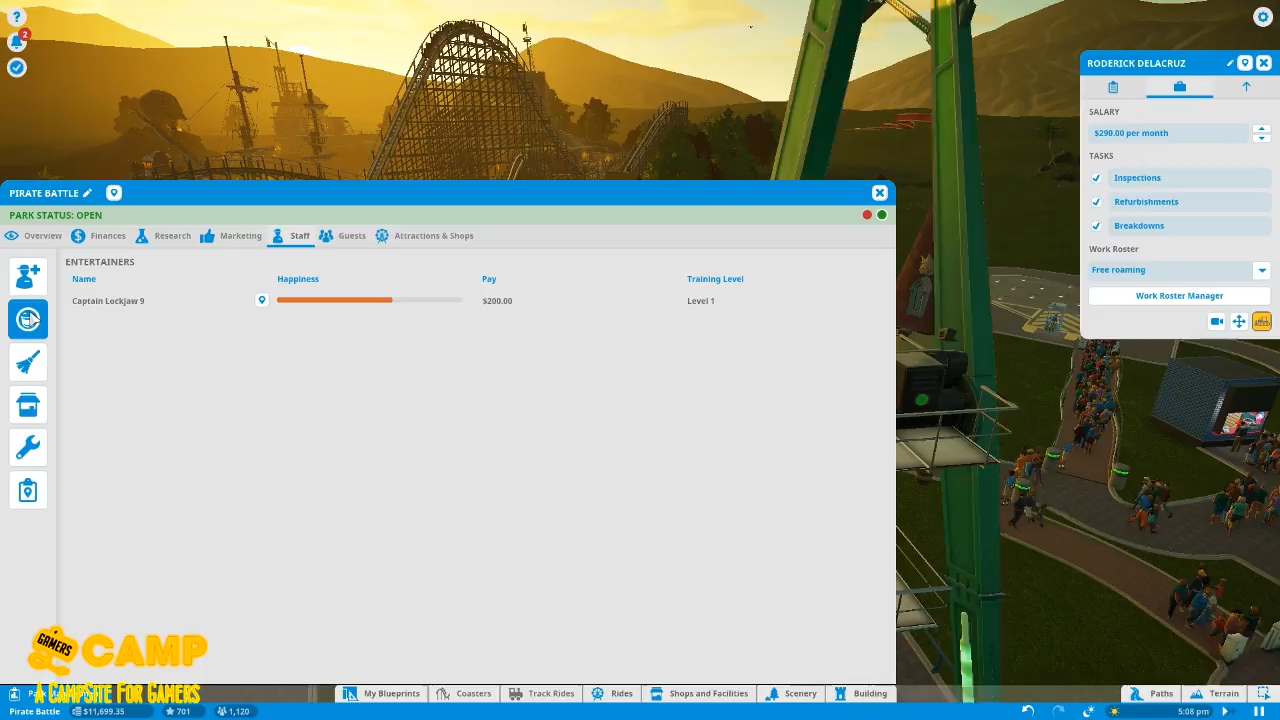 ?
2
RODERICK DELACRUZ
SALARY
$290.00 per month
TASKS
Inspections
Refurbishments
Breakdowns
Work Roster
Free roaming
Work Roster Manager
PIRATE BATTLE
PARK STATUS: OPEN
Overview
Finances
Research
Marketing
Staff
Guests
Attractions & Shops
ENTERTAINERS
Name
Happiness
Pay
Training Level
Captain Lockjaw 9
$200.00
Level 1
GAMERS
CAMP
A CAMPSITE FOR GAMERS
My Blueprints
Coasters
Track Rides
Rides
Shops and Facilities
Scenery
Building
Paths
Terrain
Pirate Battle
$11,699.35
701
1,120
5:08 pm